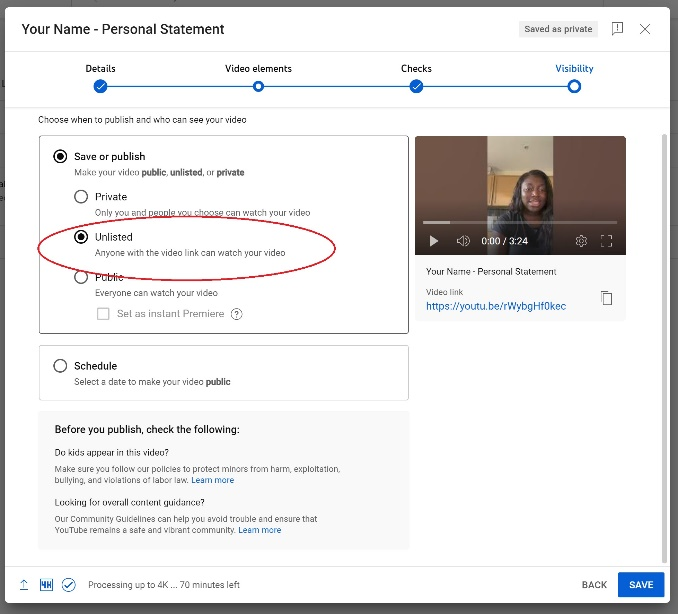 Your Name - Personal Statement
Saved as private
Details
Video elements
Checks
Visibility
Choose when to publish and who can see your video
Save or publish
Make your video public, unlisted, or private
Private
Only you and people you choose can watch your video
Unlisted
Anyone with the video link can watch your video
Public
Everyone can watch your video
Set as instant Premiere ?
Schedule
Select a date to make your video public
Before you publish, check the following:
Do kids appear in this video?
Make sure you follow our policies to protect minors from harm, exploitation,
bullying, and violations of labor law. Learn more
Looking for overall content guidance?
Our Community Guidelines can help you avoid trouble and ensure that
YouTube remains a safe and vibrant community. Learn more
0:00 / 3:24
Your Name - Personal Statement
Video link
https://youtu.be/rWybgHf0kec
Processing up to 4K ... 70 minutes left
BACK
SAVE